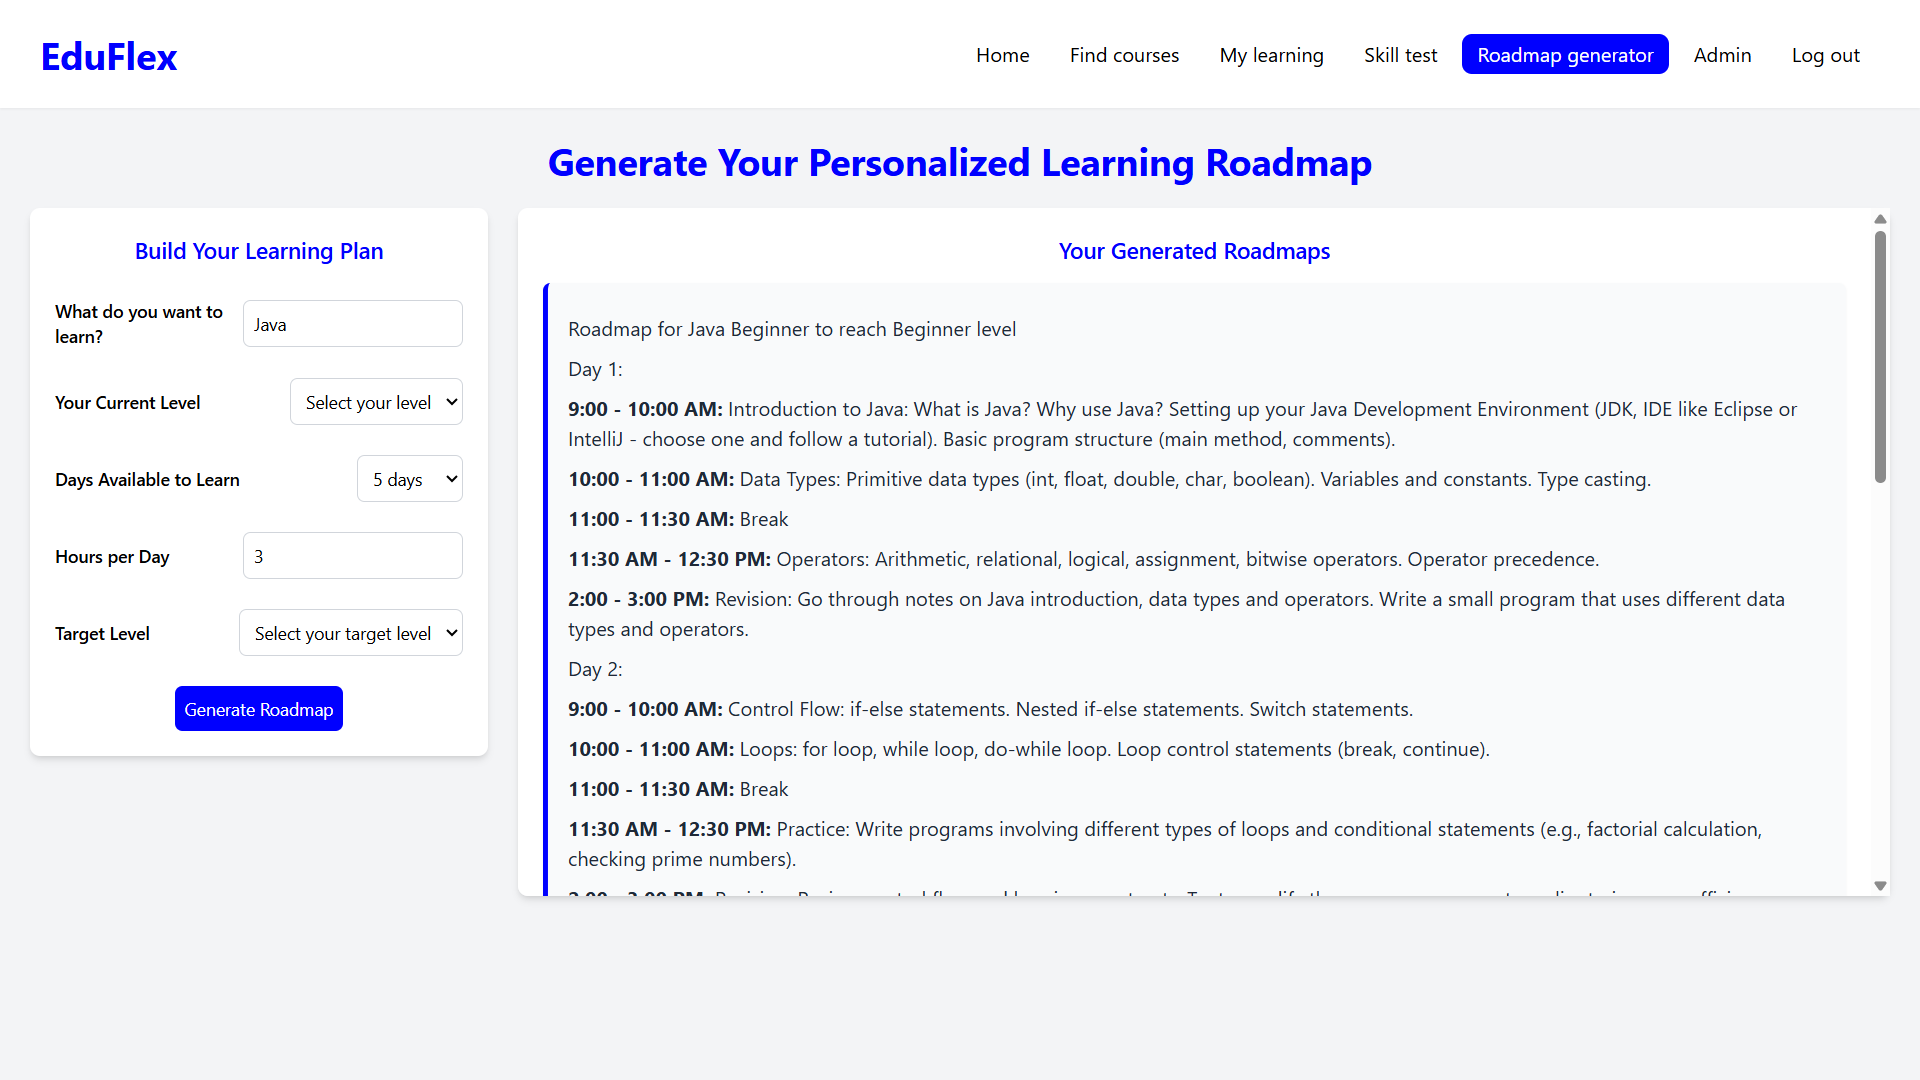 EduFlex
Home
Find courses
My learning
Skill test
Roadmap generator
Admin
Log out
Generate Your Personalized Learning Roadmap
Build Your Learning Plan
What do you want to
learn?
Java
Your Current Level
Select your level
Days Available to Learn
5 days
Hours per Day
3
Target Level
Select your target level
Generate Roadmap
Your Generated Roadmaps
Roadmap for Java Beginner to reach Beginner level
Day 1:
9:00 - 10:00 AM: Introduction to Java: What is Java? Why use Java? Setting up your Java Development Environment (JDK, IDE like Eclipse or
IntelliJ - choose one and follow a tutorial). Basic program structure (main method, comments).
10:00 - 11:00 AM: Data Types: Primitive data types (int, float, double, char, boolean). Variables and constants. Type casting.
11:00 - 11:30 AM: Break
11:30 AM - 12:30 PM: Operators: Arithmetic, relational, logical, assignment, bitwise operators. Operator precedence.
2:00 - 3:00 PM: Revision: Go through notes on Java introduction, data types and operators. Write a small program that uses different data
types and operators.
Day 2:
9:00 - 10:00 AM: Control Flow: if-else statements. Nested if-else statements. Switch statements.
10:00 - 11:00 AM: Loops: for loop, while loop, do-while loop. Loop control statements (break, continue).
11:00 - 11:30 AM: Break
11:30 AM - 12:30 PM: Practice: Write programs involving different types of loops and conditional statements (e.g., factorial calculation,
checking prime numbers).
2:00 - 3:00 PM: